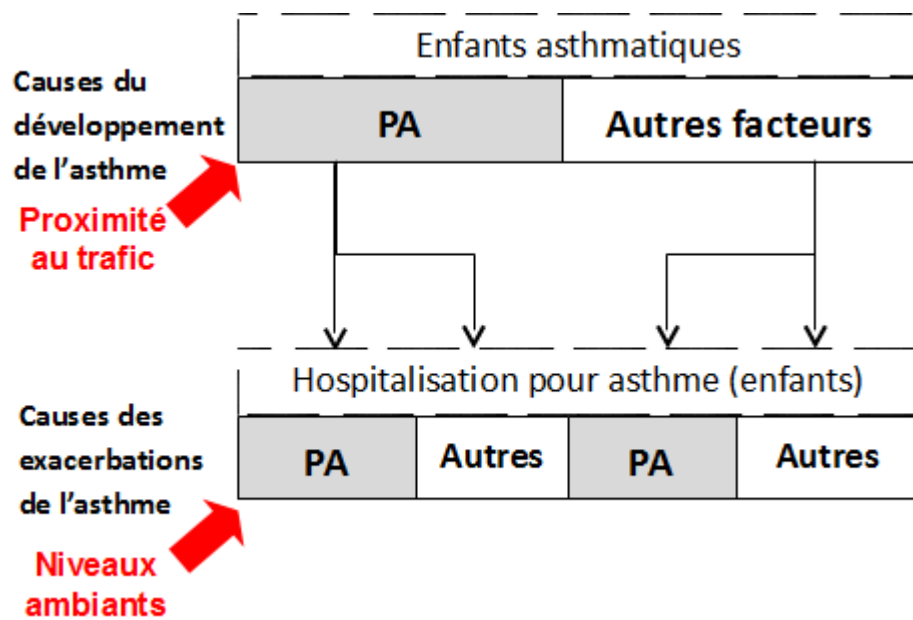 Enfants asthmatiques
Causes du
développement
de l'asthme
PA
Autres facteurs
Proximité
au trafic
Hospitalisation pour asthme (enfants)
Causes des
exacerbations
de l'asthme
PA
Autres
PA
Autres
Niveaux
ambiants